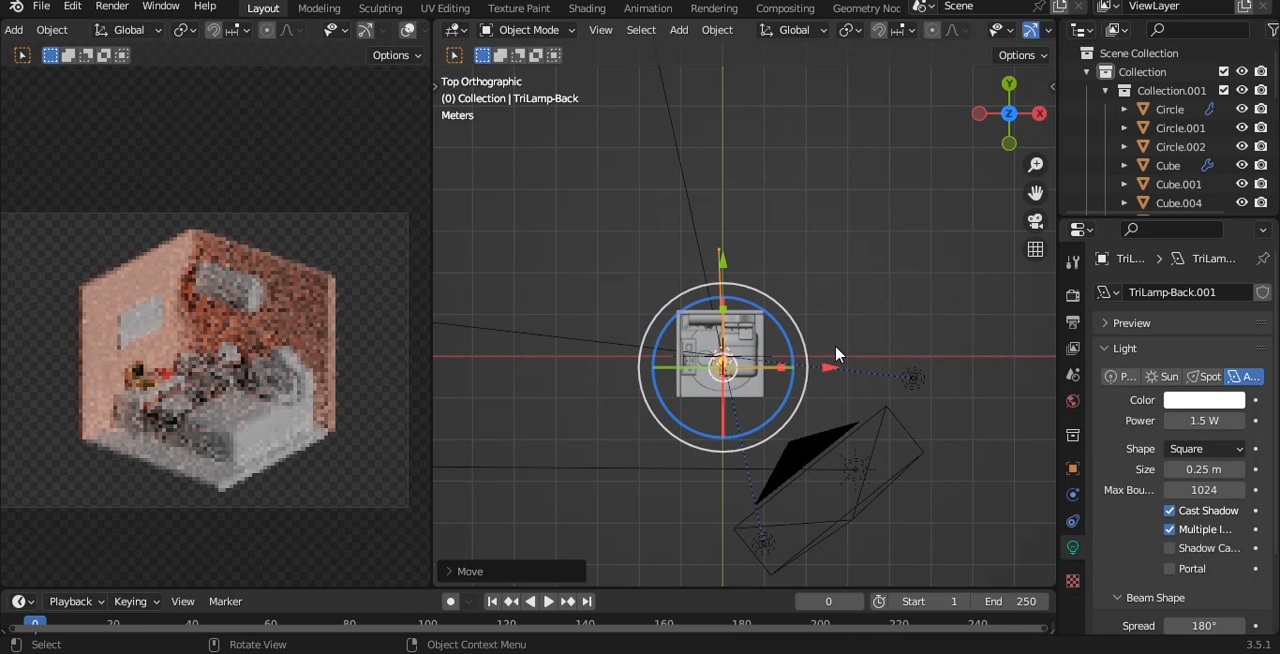 File Edit Render Window Help Layout Modeling Sculpting UV Editing Texture Paint Shading Animation Rendering Compositing Geometry Noc Scene ViewLayer
Add Object Global Object Mode View Select Add Object Global
Options Options
Top Orthographic
(0) Collection | TriLamp-Back
Meters
Y
Z
X
Scene Collection
Collection
Collection.001
Circle
Circle.001
Circle.002
Cube
Cube.001
Cube.004
TriL... TriLam...
TriLamp-Back.001
Preview
Light
P... Sun Spot A...
Color
Power 1.5 W
Shape Square
Size 0.25 m
Max Bou... 1024
Cast Shadow
Multiple I...
Shadow Ca...
Portal
Beam Shape
Spread 180°
Move
Playback Keying View Marker 0 Start 1 End 250
0 20 40 60 80 100 120 140 160 180 200 220 240
Select Rotate View Object Context Menu 3.5.1